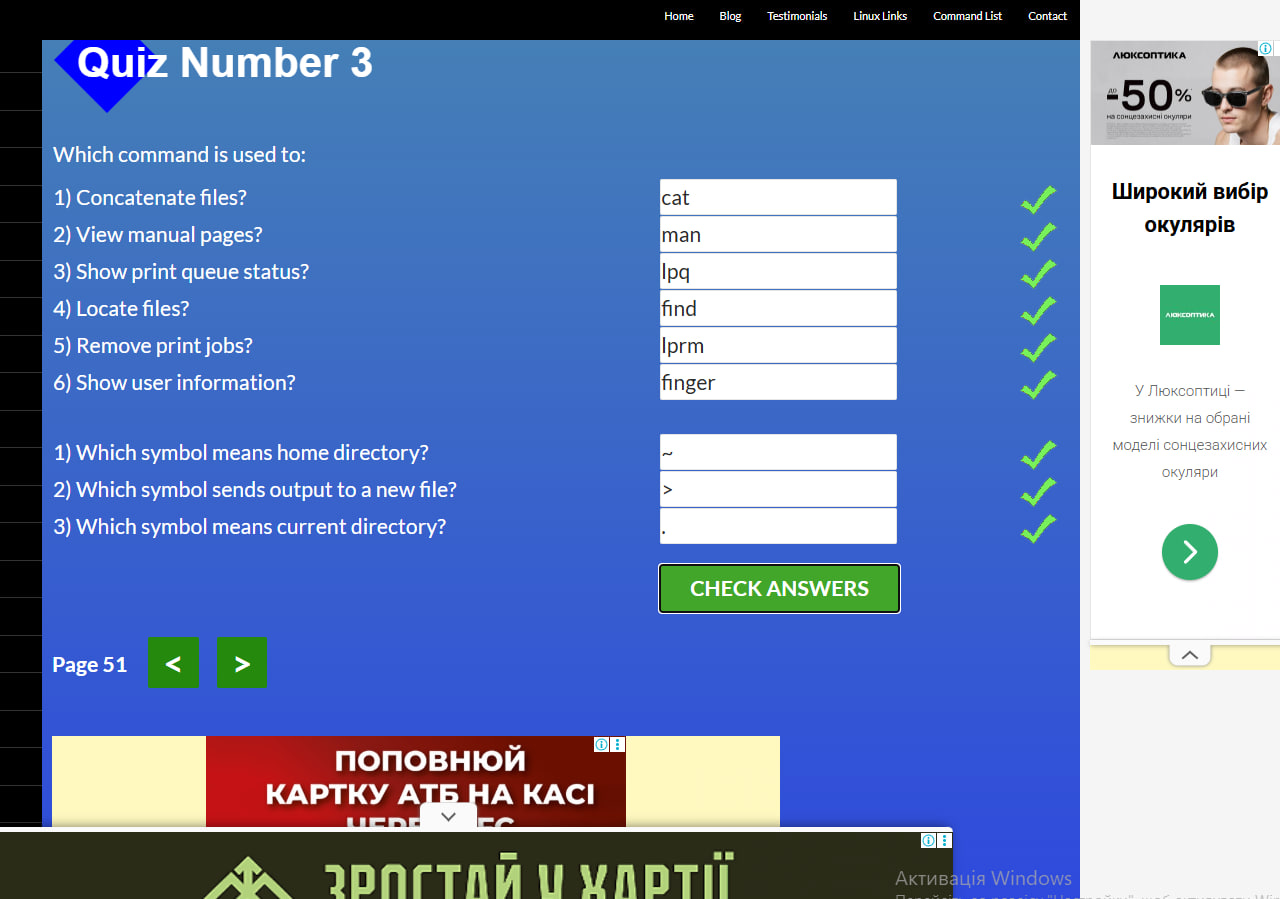 Home Blog Testimonials Linux Links Command List Contact
Quiz Number 3
Which command is used to:
1) Concatenate files? cat
2) View manual pages? man
3) Show print queue status? lpq
4) Locate files? find
5) Remove print jobs? lprm
6) Show user information? finger
1) Which symbol means home directory? ~
2) Which symbol sends output to a new file? >
3) Which symbol means current directory? .
CHECK ANSWERS
Page 51 < >
ЛЮКСОПТИКА
до -50%
на сонцезахисні окуляри
Широкий вибір
окулярів
ЛЮКСОПТИКА
У Люксоптиці —
знижки на обрані
моделі сонцезахисних
окуляри
ПОПОВНЮЙ
КАРТКУ АТБ НА КАСІ
ЗРОСТАЙ У ХАРТІЇ
Активація Windows